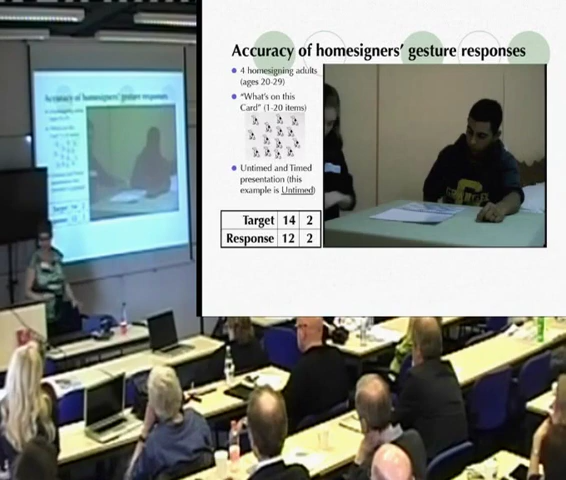 Accuracy of homesigners' gesture responses
4 homesigning adults
(ages 20-29)
"What's on this
Card" (1-20 items)
Untimed and Timed
presentation (this
example is Untimed)
Target 14 2
Response 12 2